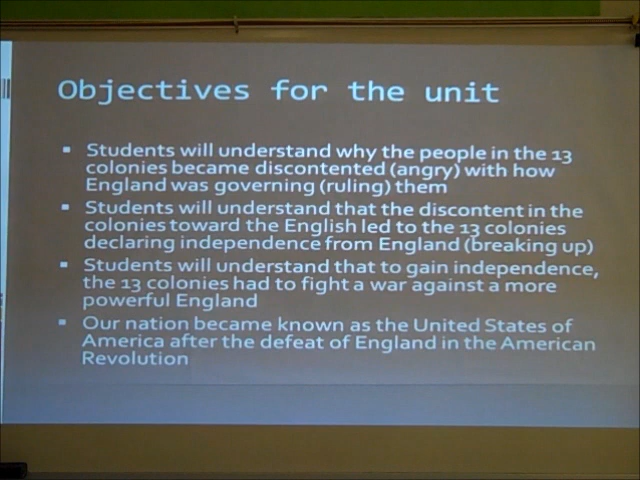 Objectives for the unit
▪ Students will understand why the people in the 13
colonies became discontented (angry) with how
England was governing (ruling) them
▪ Students will understand that the discontent in the
colonies toward the English led to the 13 colonies
declaring independence from England (breaking up)
▪ Students will understand that to gain independence,
the 13 colonies had to fight a war against a more
powerful England
▪ Our nation became known as the United States of
America after the defeat of England in the American
Revolution